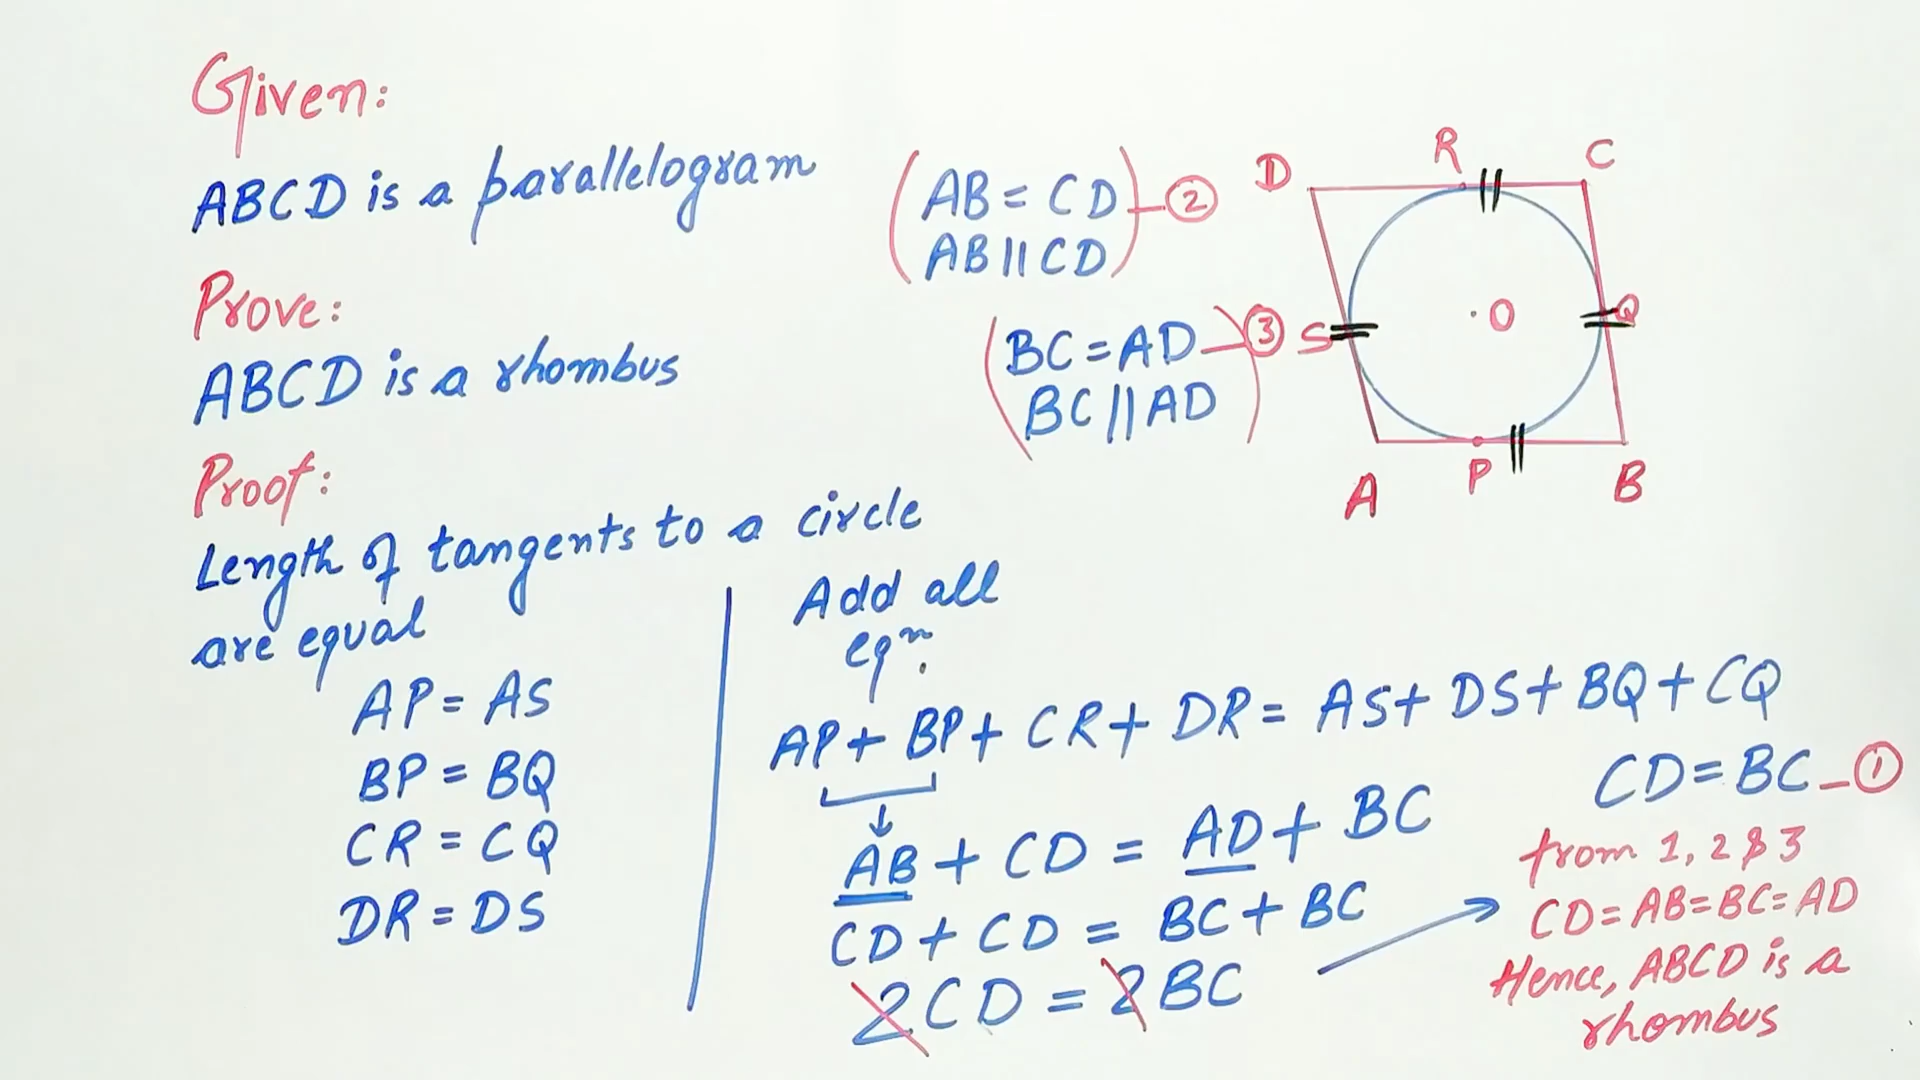 Given:
ABCD is a parallelogram
Prove:
ABCD is a rhombus
Proof:
Length of tangents to a circle
are equal
AP = AS
BP = BQ
CR = CQ
DR = DS
AB = CD
AB || CD
2
BC = AD
BC || AD
3
D
R
C
S
O
Q
A
P
B
Add all
eqⁿ.
AP + BP + CR + DR = AS + DS + BQ + CQ
AB + CD = AD + BC
CD + CD = BC + BC
2CD = 2BC
CD = BC - 1
from 1, 2 & 3
CD = AB = BC = AD
Hence, ABCD is a
rhombus